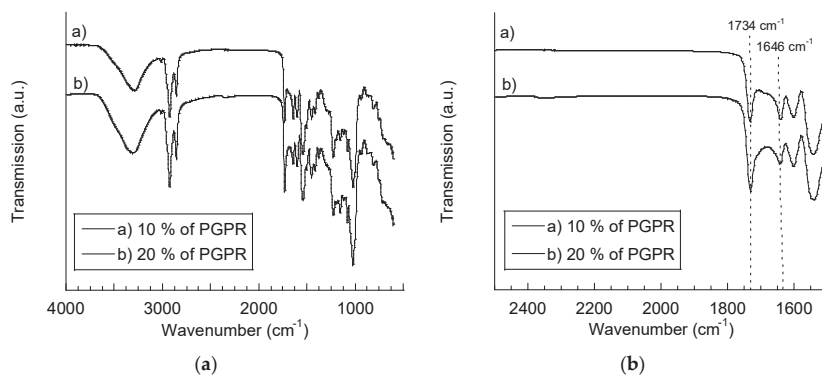 a)
b)
Transmission (a.u.)
a) 10 % of PGPR
b) 20 % of PGPR
4000 3000 2000 1000
Wavenumber (cm⁻¹)
(a)
1734 cm⁻¹
1646 cm⁻¹
a)
b)
Transmission (a.u.)
a) 10 % of PGPR
b) 20 % of PGPR
2400 2200 2000 1800 1600
Wavenumber (cm⁻¹)
(b)